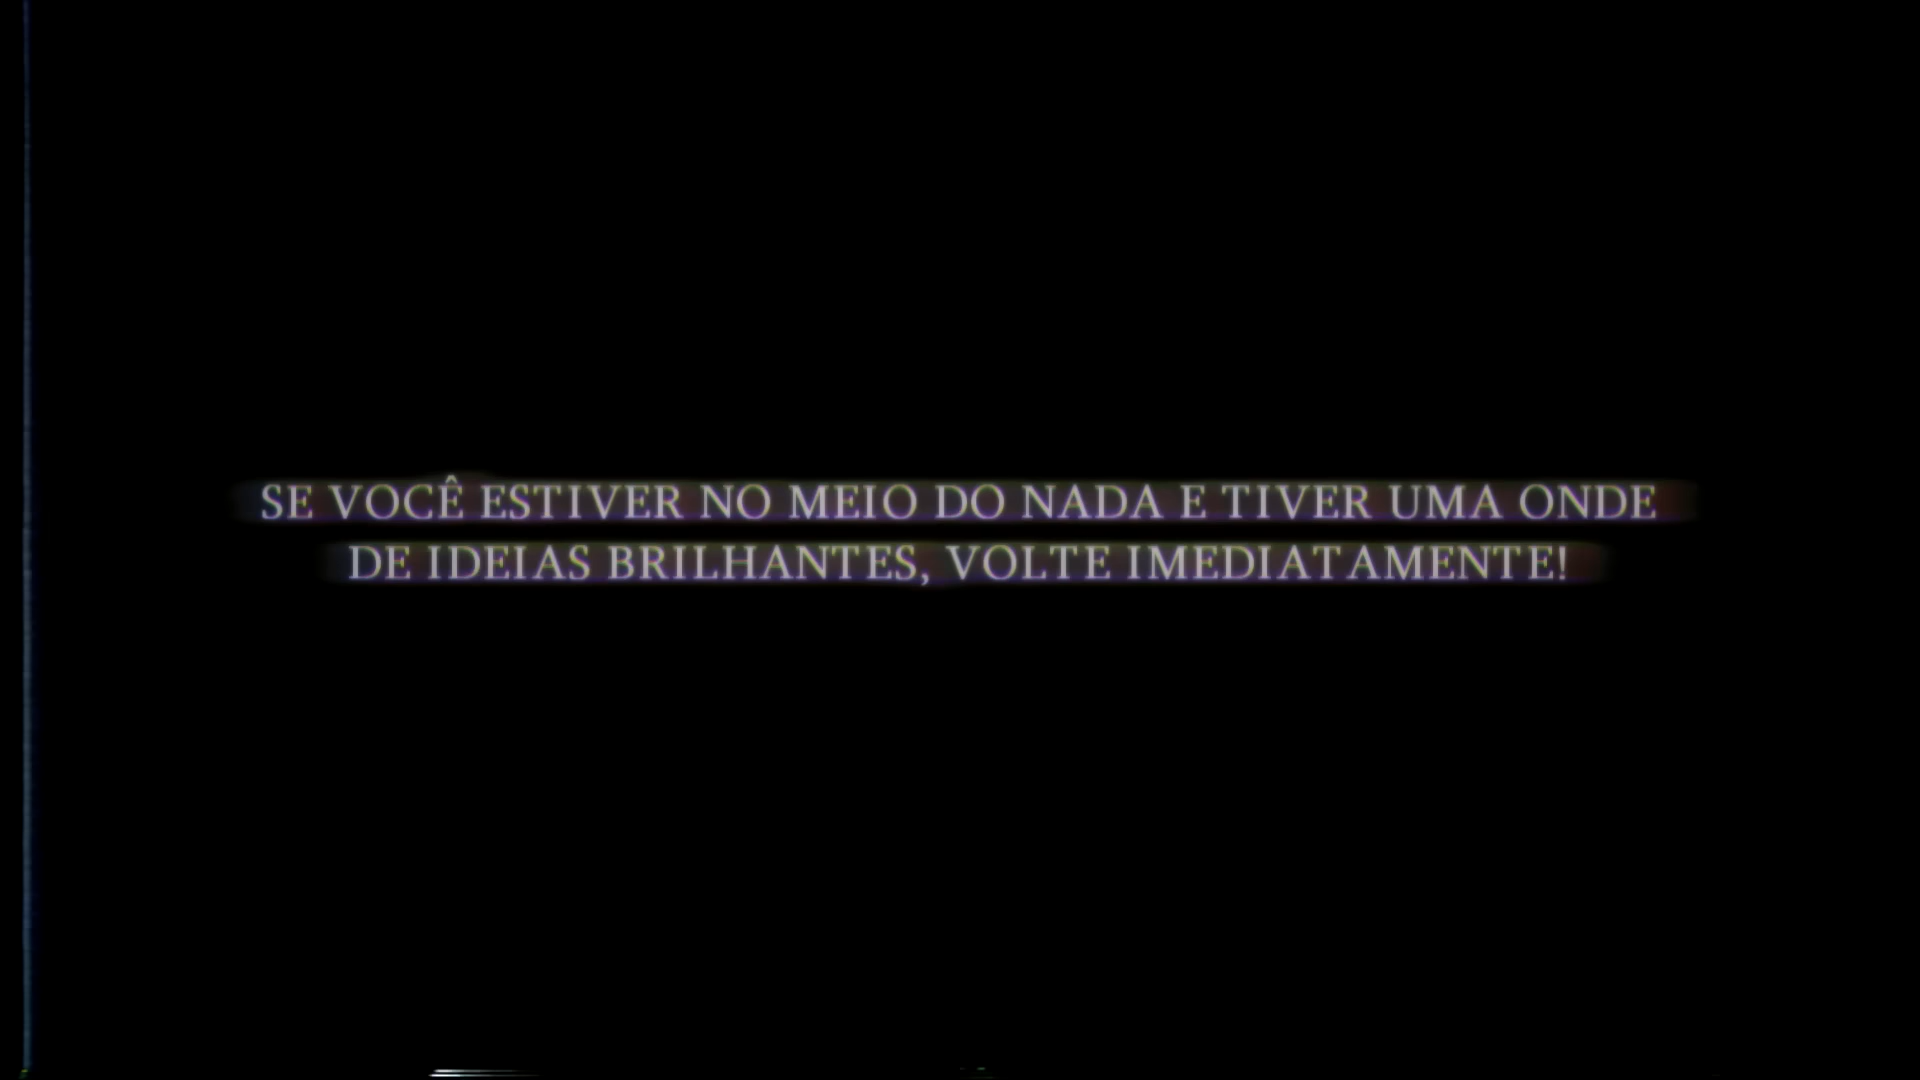 SE VOCÊ ESTIVER NO MEIO DO NADA E TIVER UMA ONDE
DE IDEIAS BRILHANTES, VOLTE IMEDIATAMENTE!